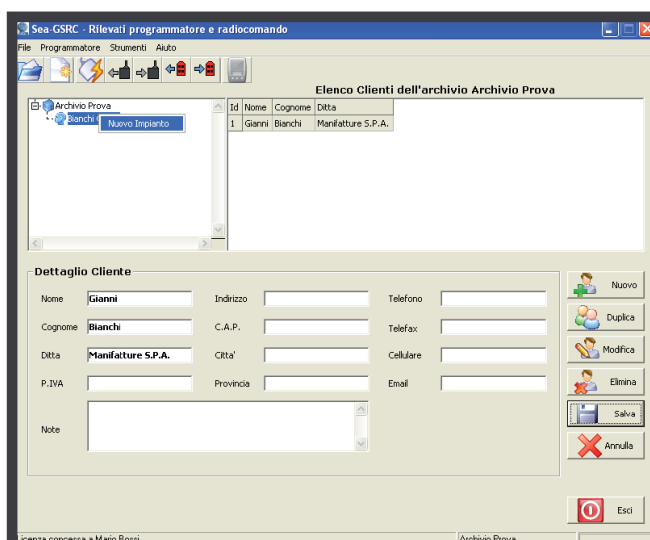 Sea-GSRC - Rilevati programmatore e radiocomando
File Programmatore Strumenti Aiuto
Elenco Clienti dell'archivio Archivio Prova
Archivio Prova
Bianchi
Nuovo Impianto
Id Nome Cognome Ditta
1 Gianni Bianchi Manifatture S.P.A.
Dettaglio Cliente
Nome Gianni Indirizzo Telefono
Cognome Bianchi C.A.P. Telefax
Ditta Manifatture S.P.A. Citta' Cellulare
P.IVA Provincia Email
Note
Nuovo
Duplica
Modifica
Elimina
Salva
Annulla
Esci
icenza concessa a Mario Rossi Archivio Prova